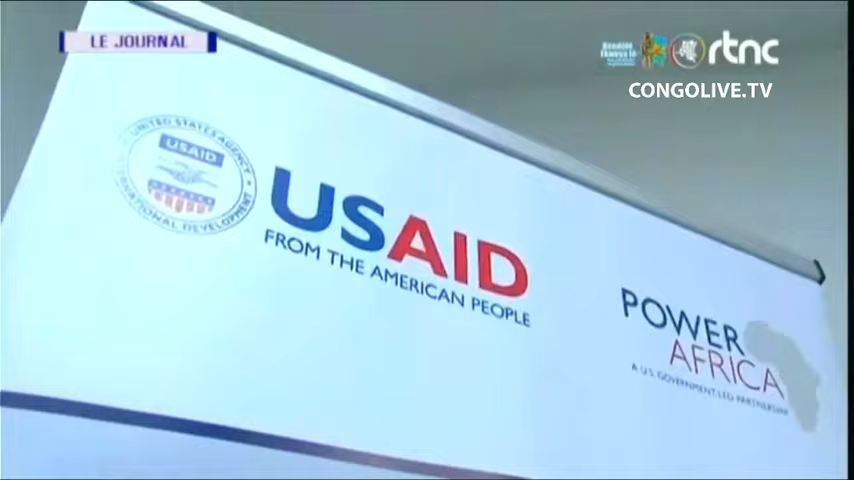 LE JOURNAL
rtnc
CONGOLIVE.TV
UNITED STATES AGENCY
INTERNATIONAL DEVELOPMENT
USAID
USAID
FROM THE AMERICAN PEOPLE
POWER
AFRICA
A U.S. GOVERNMENT-LED PARTNERSHIP